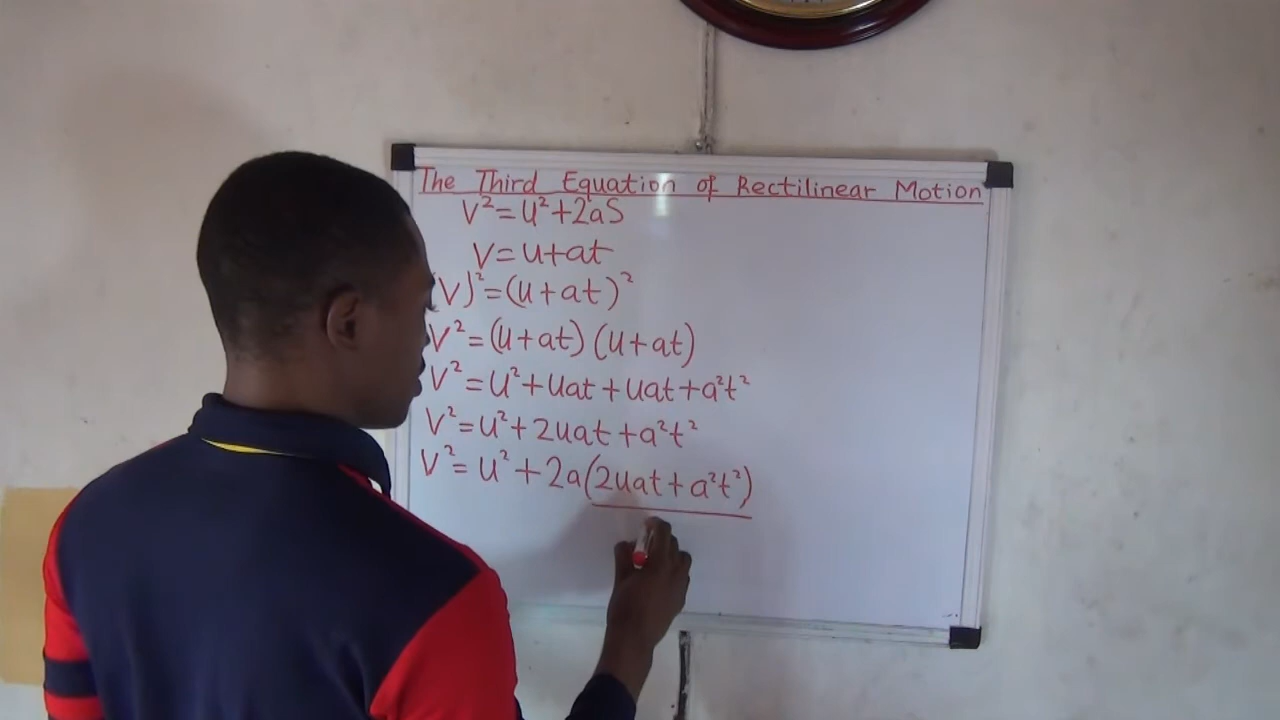 The Third Equation of Rectilinear Motion
V² = U² + 2aS
V = U + at
(V)² = (U + at)²
V² = (U + at) (U + at)
V² = U² + Uat + Uat + a²t²
V² = U² + 2Uat + a²t²
V² = U² + 2a(2Uat + a²t²)